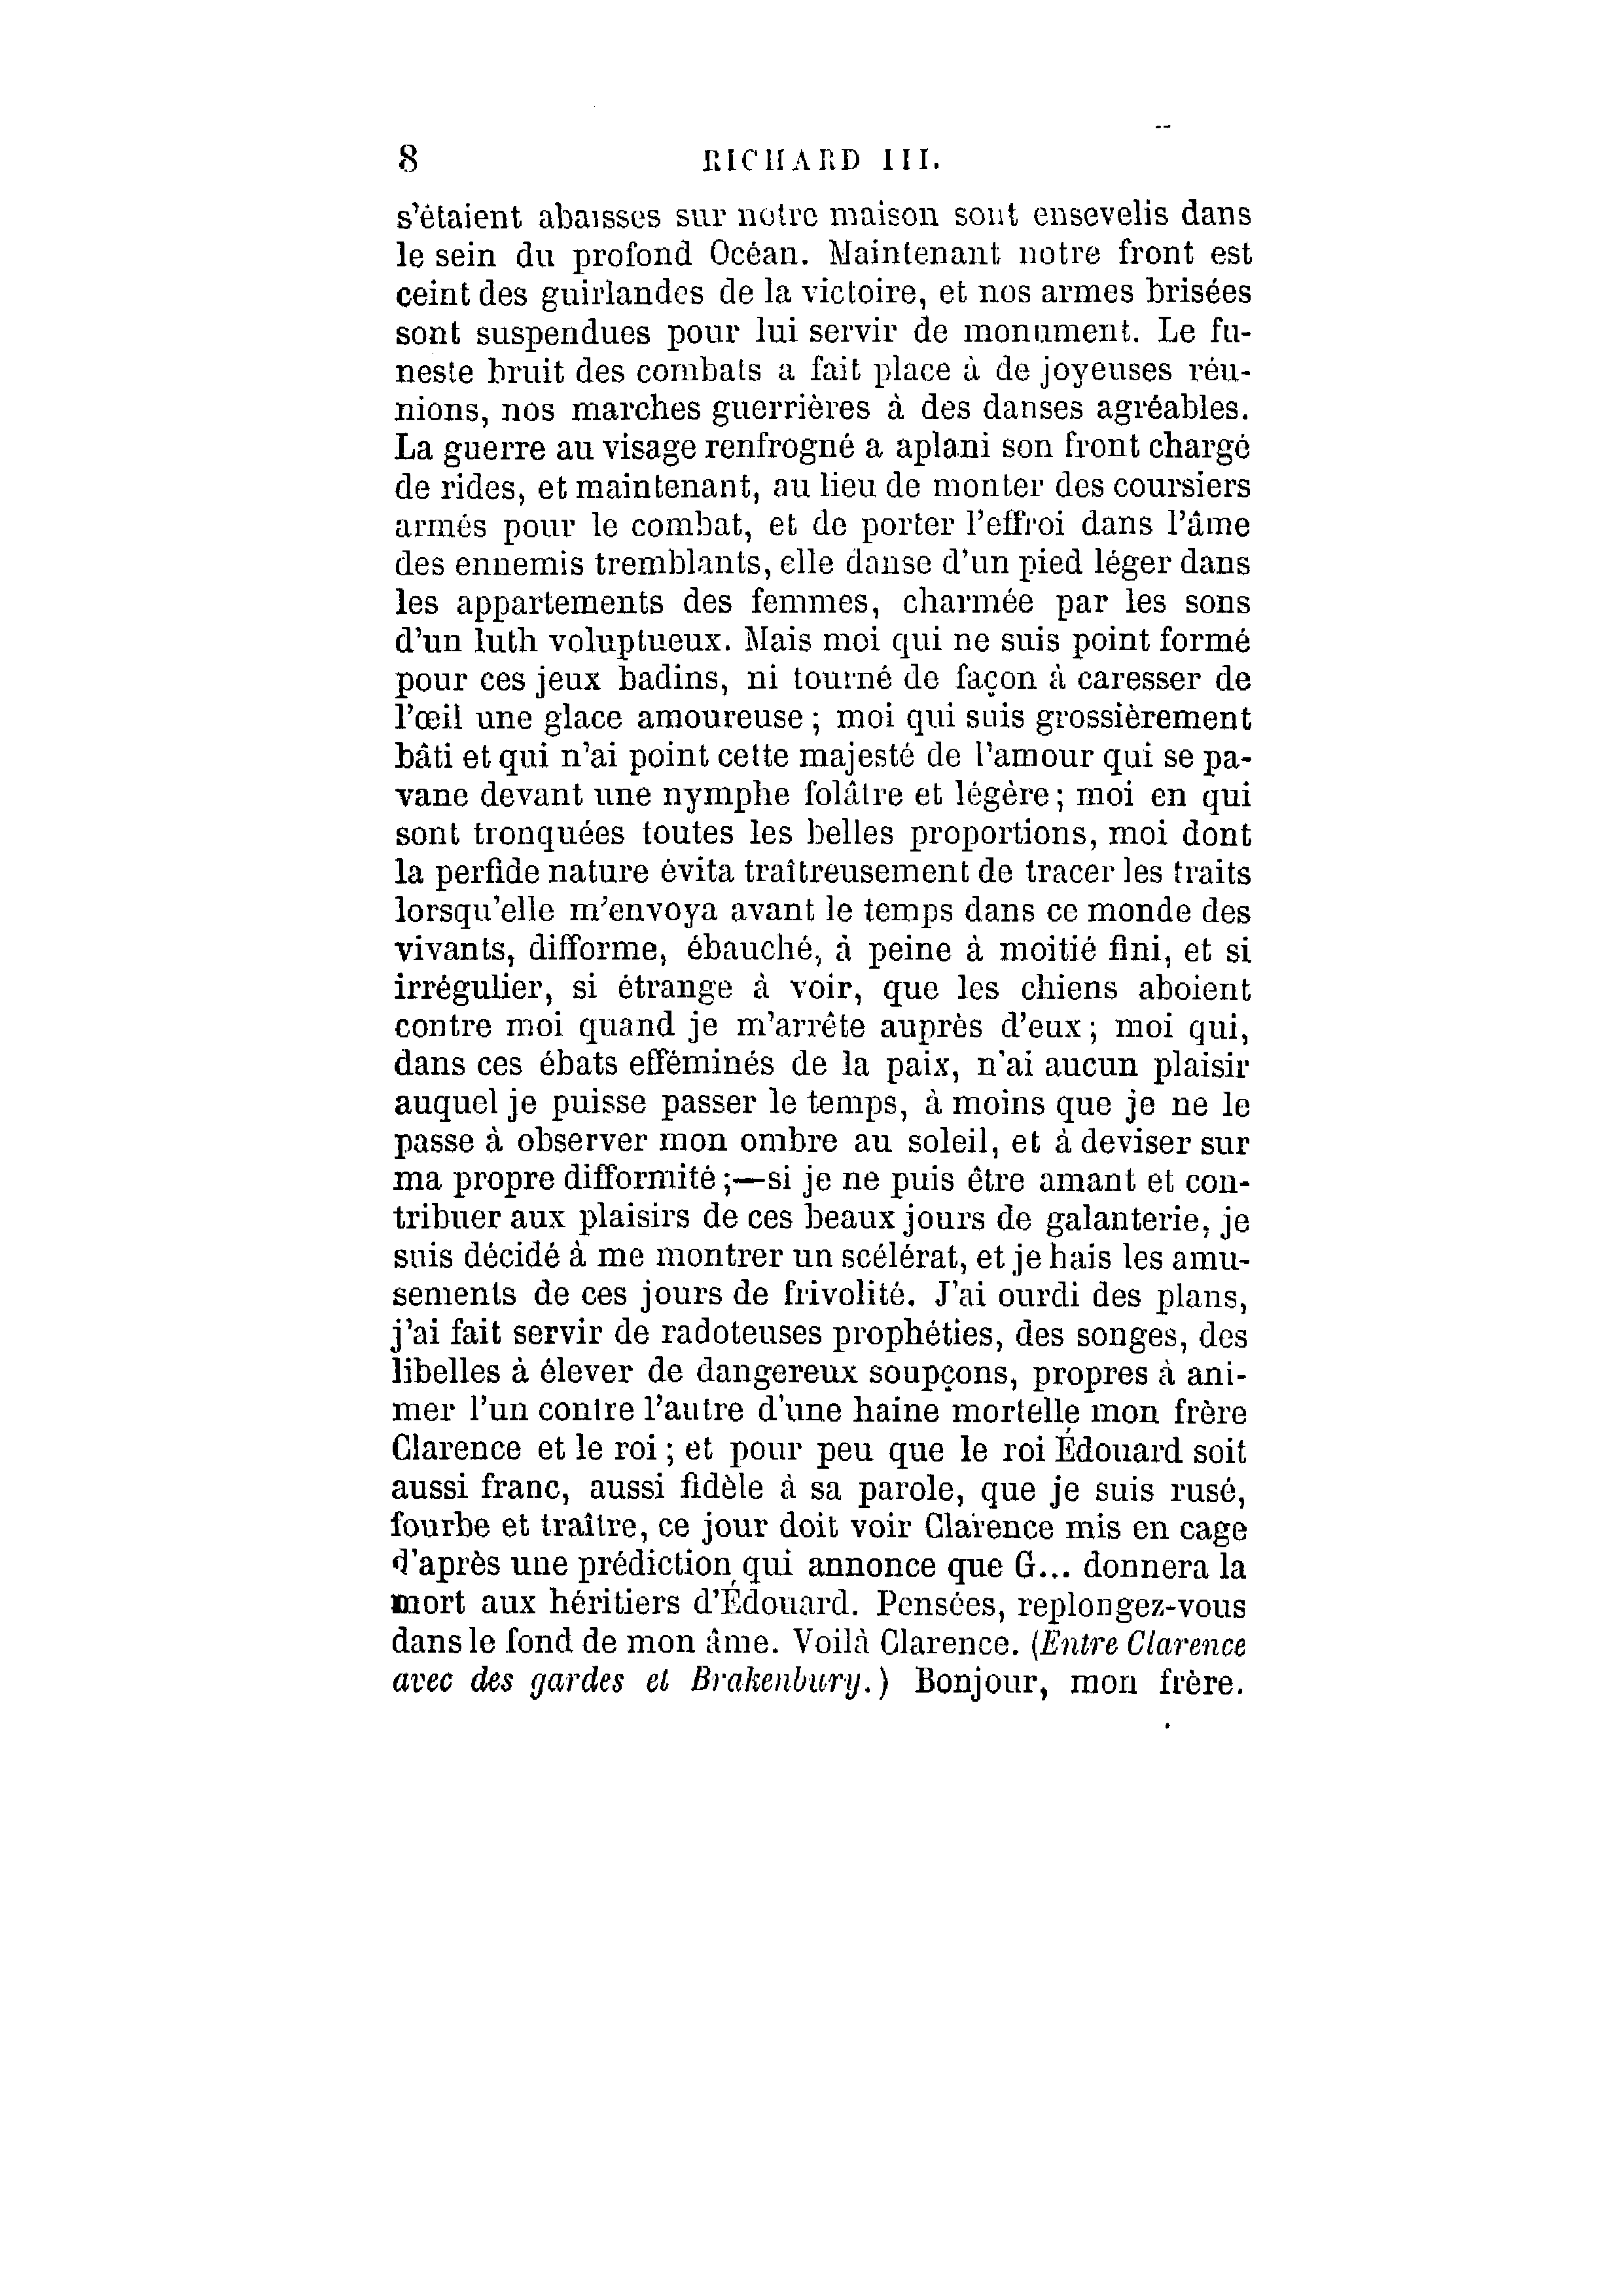 8 RICHARD III.
s'étaient abaissés sur notre maison sont ensevelis dans
le sein du profond Océan. Maintenant notre front est
ceint des guirlandes de la victoire, et nos armes brisées
sont suspendues pour lui servir de monument. Le fu-
neste bruit des combats a fait place à de joyeuses réu-
nions, nos marches guerrières à des danses agréables.
La guerre au visage renfrogné a aplani son front chargé
de rides, et maintenant, au lieu de monter des coursiers
armés pour le combat, et de porter l'effroi dans l'âme
des ennemis tremblants, elle danse d'un pied léger dans
les appartements des femmes, charmée par les sons
d'un luth voluptueux. Mais moi qui ne suis point formé
pour ces jeux badins, ni tourné de façon à caresser de
l'œil une glace amoureuse ; moi qui suis grossièrement
bâti et qui n'ai point cette majesté de l'amour qui se pa-
vane devant une nymphe folâtre et légère ; moi en qui
sont tronquées toutes les belles proportions, moi dont
la perfide nature évita traîtreusement de tracer les traits
lorsqu'elle m'envoya avant le temps dans ce monde des
vivants, difforme, ébauché, à peine à moitié fini, et si
irrégulier, si étrange à voir, que les chiens aboient
contre moi quand je m'arrête auprès d'eux ; moi qui,
dans ces ébats efféminés de la paix, n'ai aucun plaisir
auquel je puisse passer le temps, à moins que je ne le
passe à observer mon ombre au soleil, et à deviser sur
ma propre difformité ;—si je ne puis être amant et con-
tribuer aux plaisirs de ces beaux jours de galanterie, je
suis décidé à me montrer un scélérat, et je hais les amu-
sements de ces jours de frivolité. J'ai ourdi des plans,
j'ai fait servir de radoteuses prophéties, des songes, des
libelles à élever de dangereux soupçons, propres à ani-
mer l'un contre l'autre d'une haine mortelle mon frère
Clarence et le roi ; et pour peu que le roi Édouard soit
aussi franc, aussi fidèle à sa parole, que je suis rusé,
fourbe et traître, ce jour doit voir Clarence mis en cage
d'après une prédiction qui annonce que G... donnera la
mort aux héritiers d'Édouard. Pensées, replongez-vous
dans le fond de mon âme. Voilà Clarence. (Entre Clarence
avec des gardes et Brakenbury.) Bonjour, mon frère.